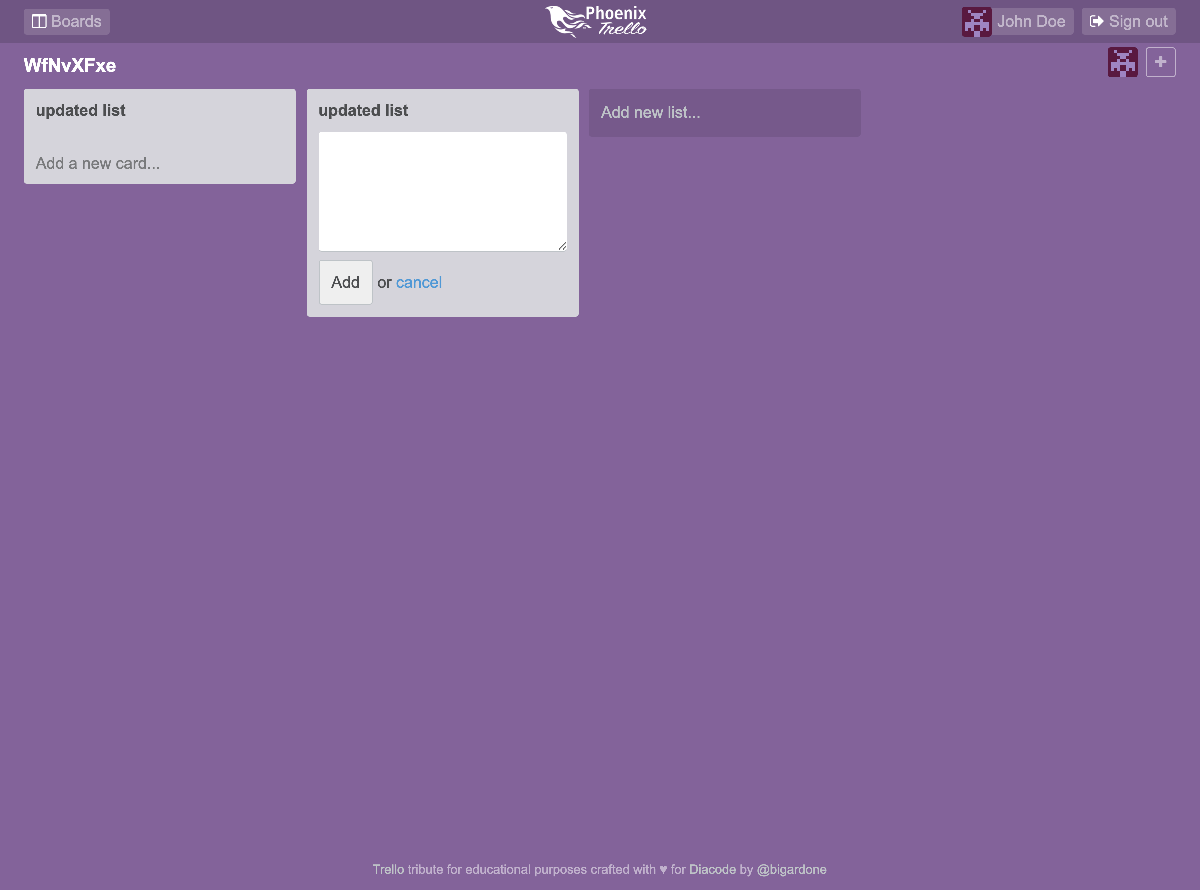 Boards
Phoenix
Trello
John Doe
Sign out
WfNvXFxe
+
updated list
Add a new card...
updated list
Add or cancel
Add new list...
Trello tribute for educational purposes crafted with ♥ for Diacode by @bigardone